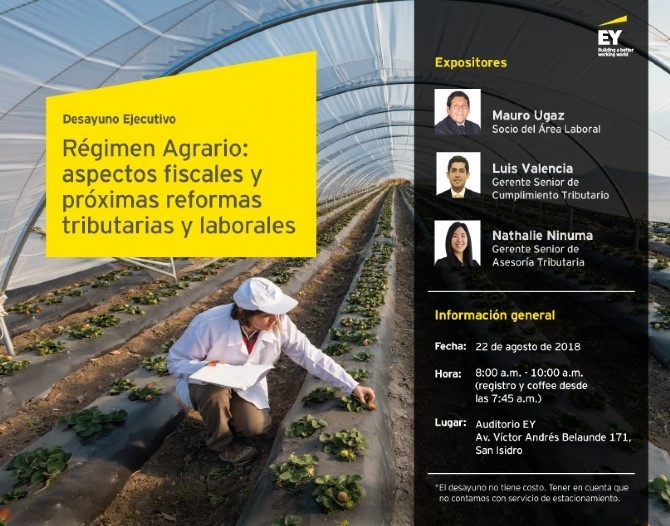 Desayuno Ejecutivo
Régimen Agrario:
aspectos fiscales y
próximas reformas
tributarias y laborales
EY
Building a better
working world
Expositores
Mauro Ugaz
Socio del Área Laboral
Luis Valencia
Gerente Senior de
Cumplimiento Tributario
Nathalie Ninuma
Gerente Senior de
Asesoría Tributaria
Información general
Fecha: 22 de agosto de 2018
Hora: 8:00 a.m. - 10:00 a.m.
(registro y coffee desde
las 7:45 a.m.)
Lugar: Auditorio EY
Av. Víctor Andrés Belaunde 171,
San Isidro
*El desayuno no tiene costo. Tener en cuenta que
no contamos con servicio de estacionamiento.